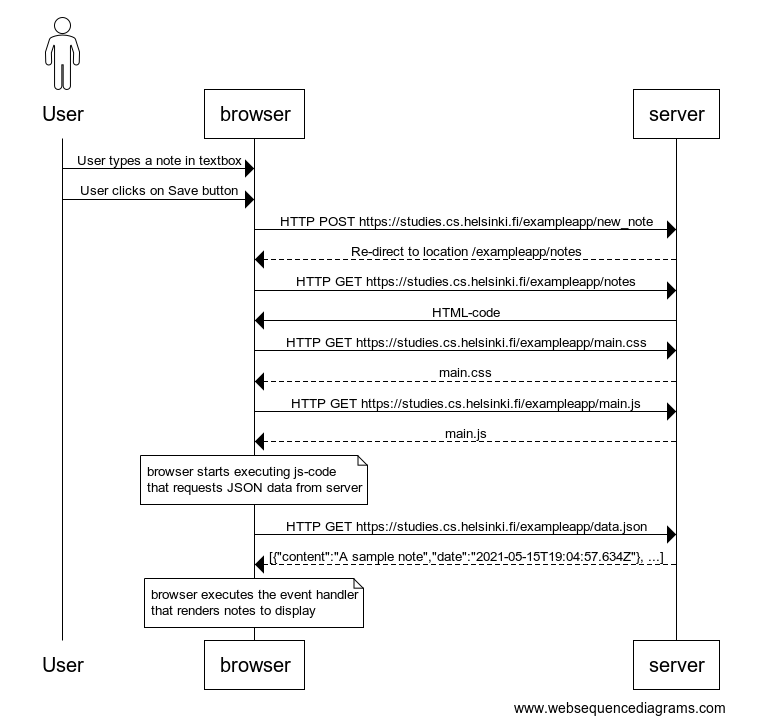 User
browser
server
User types a note in textbox
User clicks on Save button
HTTP POST https://studies.cs.helsinki.fi/exampleapp/new_note
Re-direct to location /exampleapp/notes
HTTP GET https://studies.cs.helsinki.fi/exampleapp/notes
HTML-code
HTTP GET https://studies.cs.helsinki.fi/exampleapp/main.css
main.css
HTTP GET https://studies.cs.helsinki.fi/exampleapp/main.js
main.js
browser starts executing js-code
that requests JSON data from server
HTTP GET https://studies.cs.helsinki.fi/exampleapp/data.json
[{"content":"A sample note","date":"2021-05-15T19:04:57.634Z"}, ...]
browser executes the event handler
that renders notes to display
User
browser
server
www.websequencediagrams.com